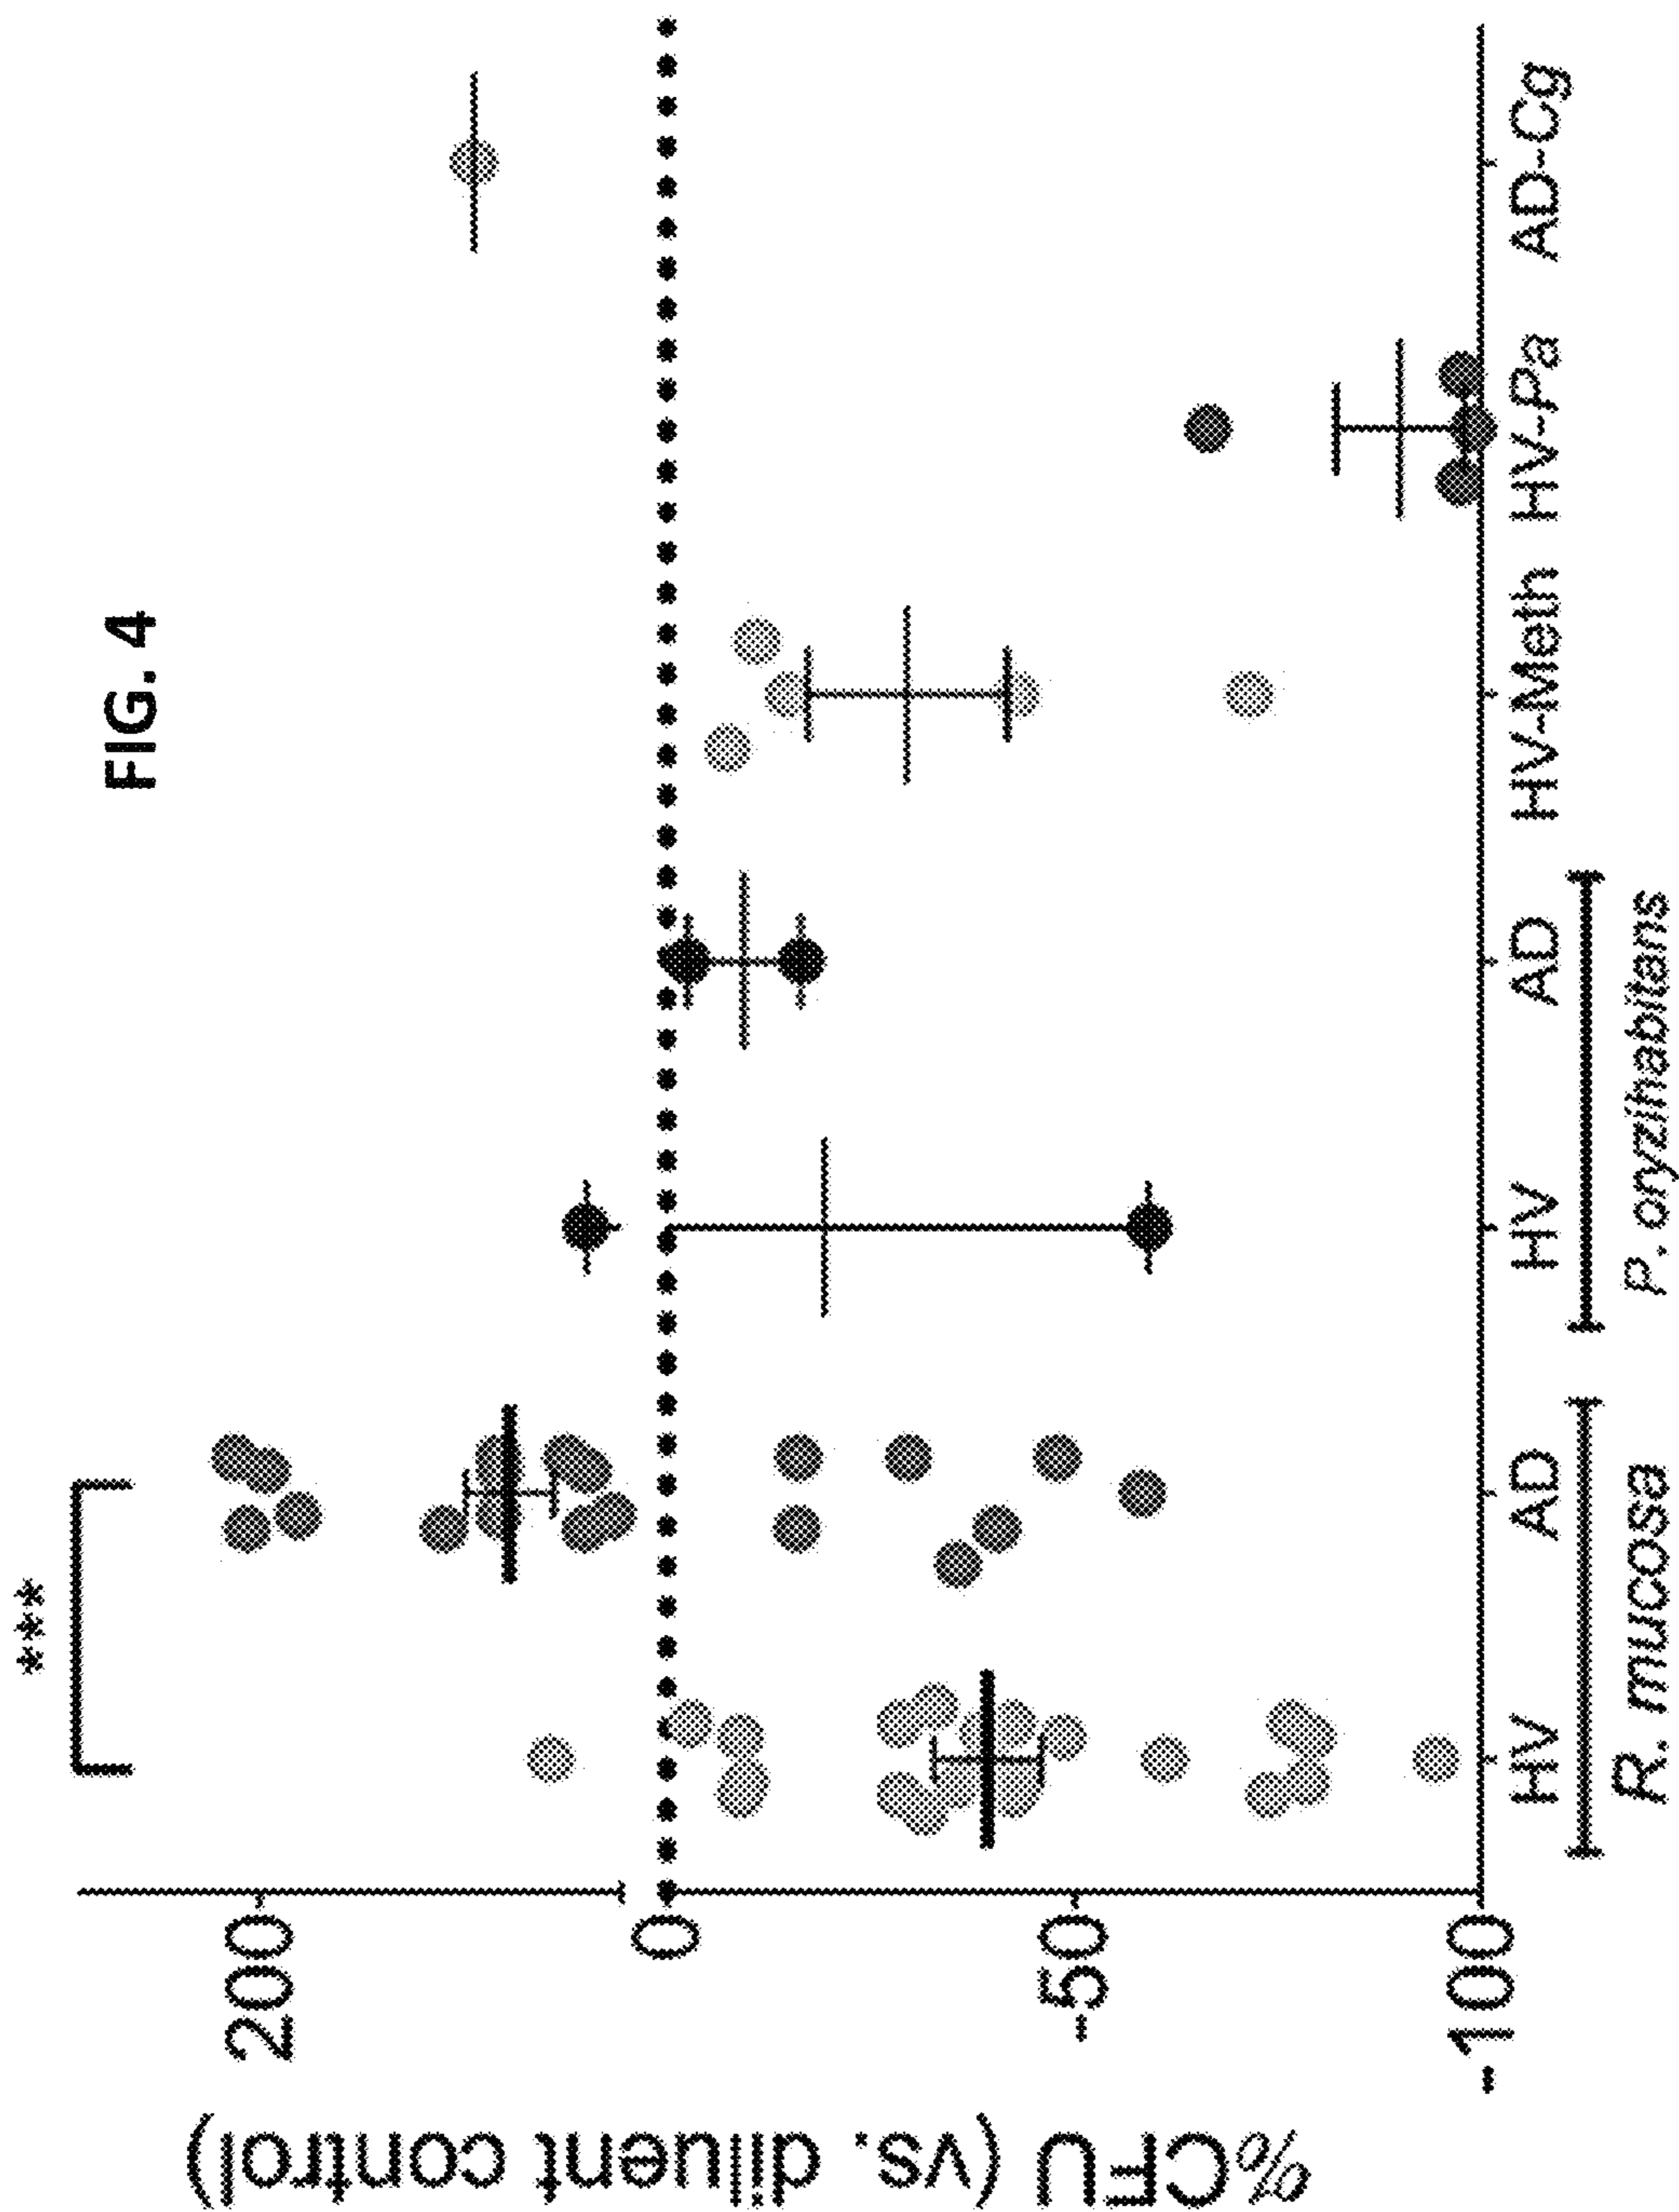 FIG. 4
***
%CFU (vs. diluent control)
200
0
-50
-100
HV AD HV AD HV-Meth HV-Pa AD-Cg
R. mucosa P. oryzihabitans